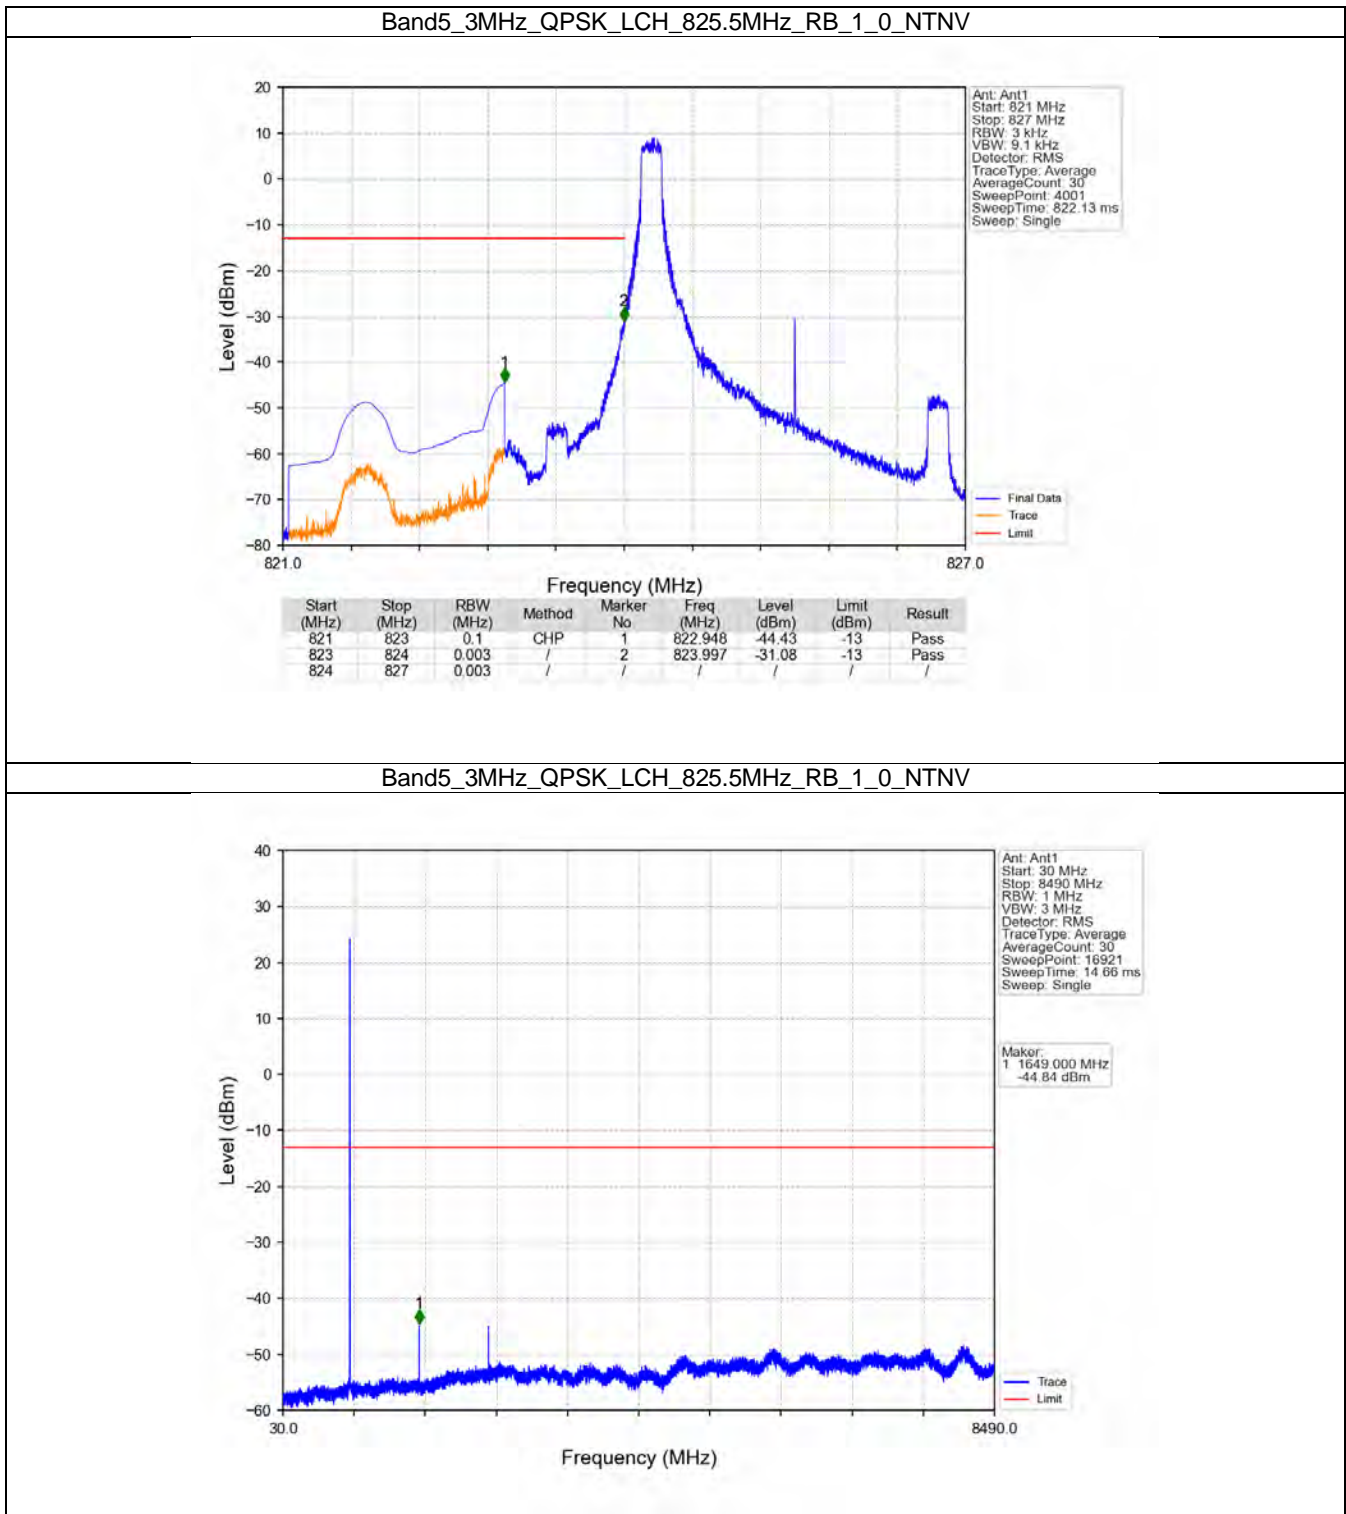 Band5_3MHz_QPSK_LCH_825.5MHz_RB_1_0_NTNV
Ant: Ant1
Start: 821 MHz
Stop: 827 MHz
RBW: 3 kHz
VBW: 9.1 kHz
Detector: RMS
TraceType: Average
AverageCount: 30
SweepPoint: 4001
SweepTime: 822.13 ms
Sweep: Single
20
10
0
−10
−20
−30
−40
−50
−60
−70
−80
Level (dBm)
1
2
Final Data
Trace
Limit
821.0 827.0
Frequency (MHz)
Start (MHz) Stop (MHz) RBW (MHz) Method Marker No Freq (MHz) Level (dBm) Limit (dBm) Result
821 823 0.1 CHP 1 822.948 -44.43 -13 Pass
823 824 0.003 / 2 823.997 -31.08 -13 Pass
824 827 0.003 / / / / / /
Band5_3MHz_QPSK_LCH_825.5MHz_RB_1_0_NTNV
Ant: Ant1
Start: 30 MHz
Stop: 8490 MHz
RBW: 1 MHz
VBW: 3 MHz
Detector: RMS
TraceType: Average
AverageCount: 30
SweepPoint: 16921
SweepTime: 14.66 ms
Sweep: Single
Maker:
1 1649.000 MHz
-44.84 dBm
40
30
20
10
0
−10
−20
−30
−40
−50
−60
Level (dBm)
1
Trace
Limit
30.0 8490.0
Frequency (MHz)